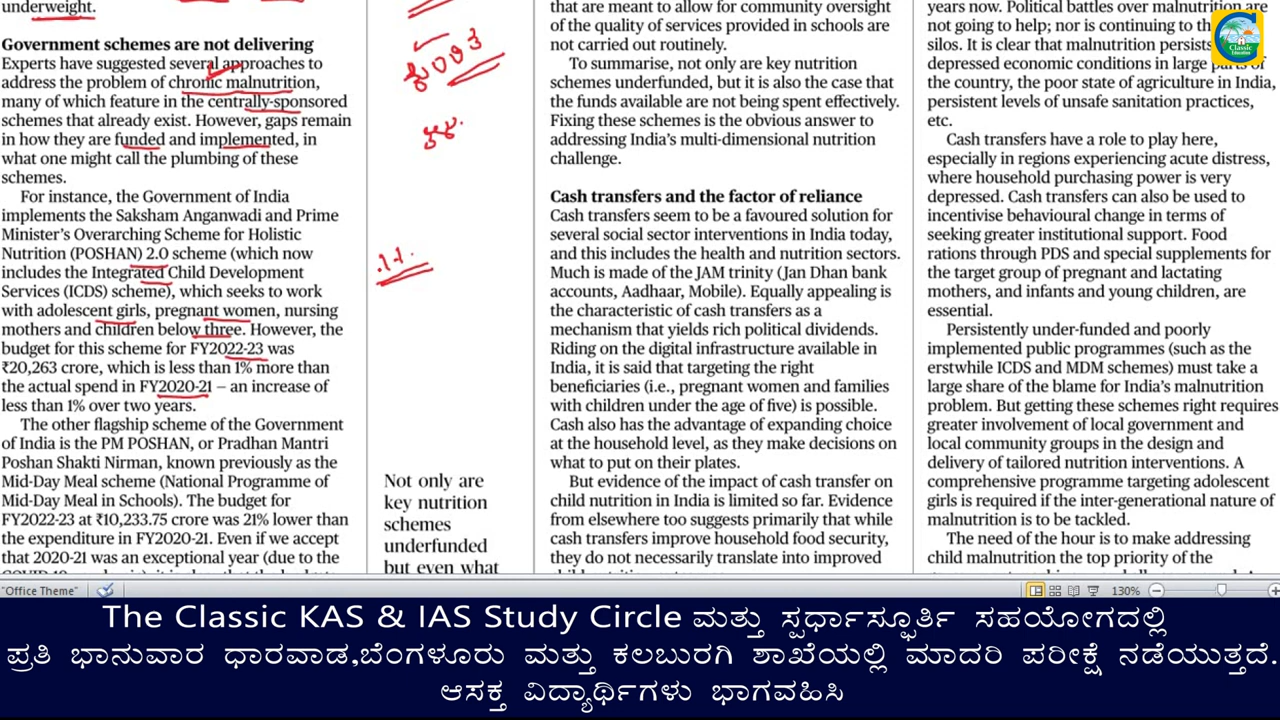 underweight.
Government schemes are not delivering
Experts have suggested several approaches to
address the problem of chronic malnutrition,
many of which feature in the centrally-sponsored
schemes that already exist. However, gaps remain
in how they are funded and implemented, in
what one might call the plumbing of these
schemes.
For instance, the Government of India
implements the Saksham Anganwadi and Prime
Minister's Overarching Scheme for Holistic
Nutrition (POSHAN) 2.0 scheme (which now
includes the Integrated Child Development
Services (ICDS) scheme), which seeks to work
with adolescent girls, pregnant women, nursing
mothers and children below three. However, the
budget for this scheme for FY2022-23 was
₹20,263 crore, which is less than 1% more than
the actual spend in FY2020-21 — an increase of
less than 1% over two years.
The other flagship scheme of the Government
of India is the PM POSHAN, or Pradhan Mantri
Poshan Shakti Nirman, known previously as the
Mid-Day Meal scheme (National Programme of
Mid-Day Meal in Schools). The budget for
FY2022-23 at ₹10,233.75 crore was 21% lower than
the expenditure in FY2020-21. Even if we accept
that 2020-21 was an exceptional year (due to the
Not only are
key nutrition
schemes
underfunded
but even what
that are meant to allow for community oversight
of the quality of services provided in schools are
not carried out routinely.
To summarise, not only are key nutrition
schemes underfunded, but it is also the case that
the funds available are not being spent effectively.
Fixing these schemes is the obvious answer to
addressing India's multi-dimensional nutrition
challenge.
Cash transfers and the factor of reliance
Cash transfers seem to be a favoured solution for
several social sector interventions in India today,
and this includes the health and nutrition sectors.
Much is made of the JAM trinity (Jan Dhan bank
accounts, Aadhaar, Mobile). Equally appealing is
the characteristic of cash transfers as a
mechanism that yields rich political dividends.
Riding on the digital infrastructure available in
India, it is said that targeting the right
beneficiaries (i.e., pregnant women and families
with children under the age of five) is possible.
Cash also has the advantage of expanding choice
at the household level, as they make decisions on
what to put on their plates.
But evidence of the impact of cash transfer on
child nutrition in India is limited so far. Evidence
from elsewhere too suggests primarily that while
cash transfers improve household food security,
they do not necessarily translate into improved
years now. Political battles over malnutrition are
not going to help; nor is continuing to th
silos. It is clear that malnutrition persists
depressed economic conditions in large parts of
the country, the poor state of agriculture in India,
persistent levels of unsafe sanitation practices,
etc.
Cash transfers have a role to play here,
especially in regions experiencing acute distress,
where household purchasing power is very
depressed. Cash transfers can also be used to
incentivise behavioural change in terms of
seeking greater institutional support. Food
rations through PDS and special supplements for
the target group of pregnant and lactating
mothers, and infants and young children, are
essential.
Persistently under-funded and poorly
implemented public programmes (such as the
erstwhile ICDS and MDM schemes) must take a
large share of the blame for India's malnutrition
problem. But getting these schemes right requires
greater involvement of local government and
local community groups in the design and
delivery of tailored nutrition interventions. A
comprehensive programme targeting adolescent
girls is required if the inter-generational nature of
malnutrition is to be tackled.
The need of the hour is to make addressing
child malnutrition the top priority of the
Classic
Education
"Office Theme"
130%
The Classic KAS & IAS Study Circle ಮತ್ತು ಸ್ಪರ್ಧಾಸ್ಫೂರ್ತಿ ಸಹಯೋಗದಲ್ಲಿ
ಪ್ರತಿ ಭಾನುವಾರ ಧಾರವಾಡ,ಬೆಂಗಳೂರು ಮತ್ತು ಕಲಬುರಗಿ ಶಾಖೆಯಲ್ಲಿ ಮಾದರಿ ಪರೀಕ್ಷೆ ನಡೆಯುತ್ತದೆ.
ಆಸಕ್ತ ವಿದ್ಯಾರ್ಥಿಗಳು ಭಾಗವಹಿಸಿ